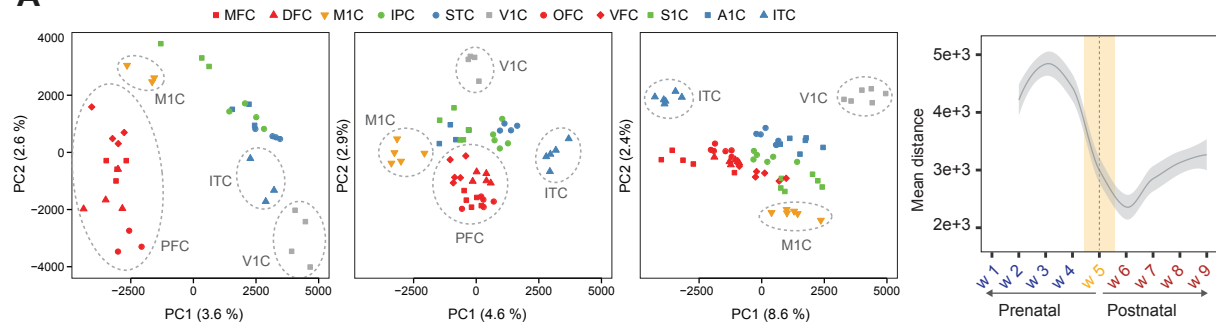 A
MFC DFC M1C IPC STC V1C OFC VFC S1C A1C ITC
4000
2000
0
−2000
−4000
PC2 (2.6 %)
M1C
ITC
PFC
V1C
−2500 0 2500 5000
PC1 (3.6 %)
PC2 (2.9%)
V1C
M1C
ITC
PFC
−2500 0 2500 5000
PC1 (4.6 %)
PC2 (2.4%)
ITC
V1C
M1C
−2500 0 2500 5000
PC1 (8.6 %)
Mean distance
5e+3
4e+3
3e+3
2e+3
w 1 w 2 w 3 w 4 w 5 w 6 w 7 w 8 w 9
Prenatal Postnatal